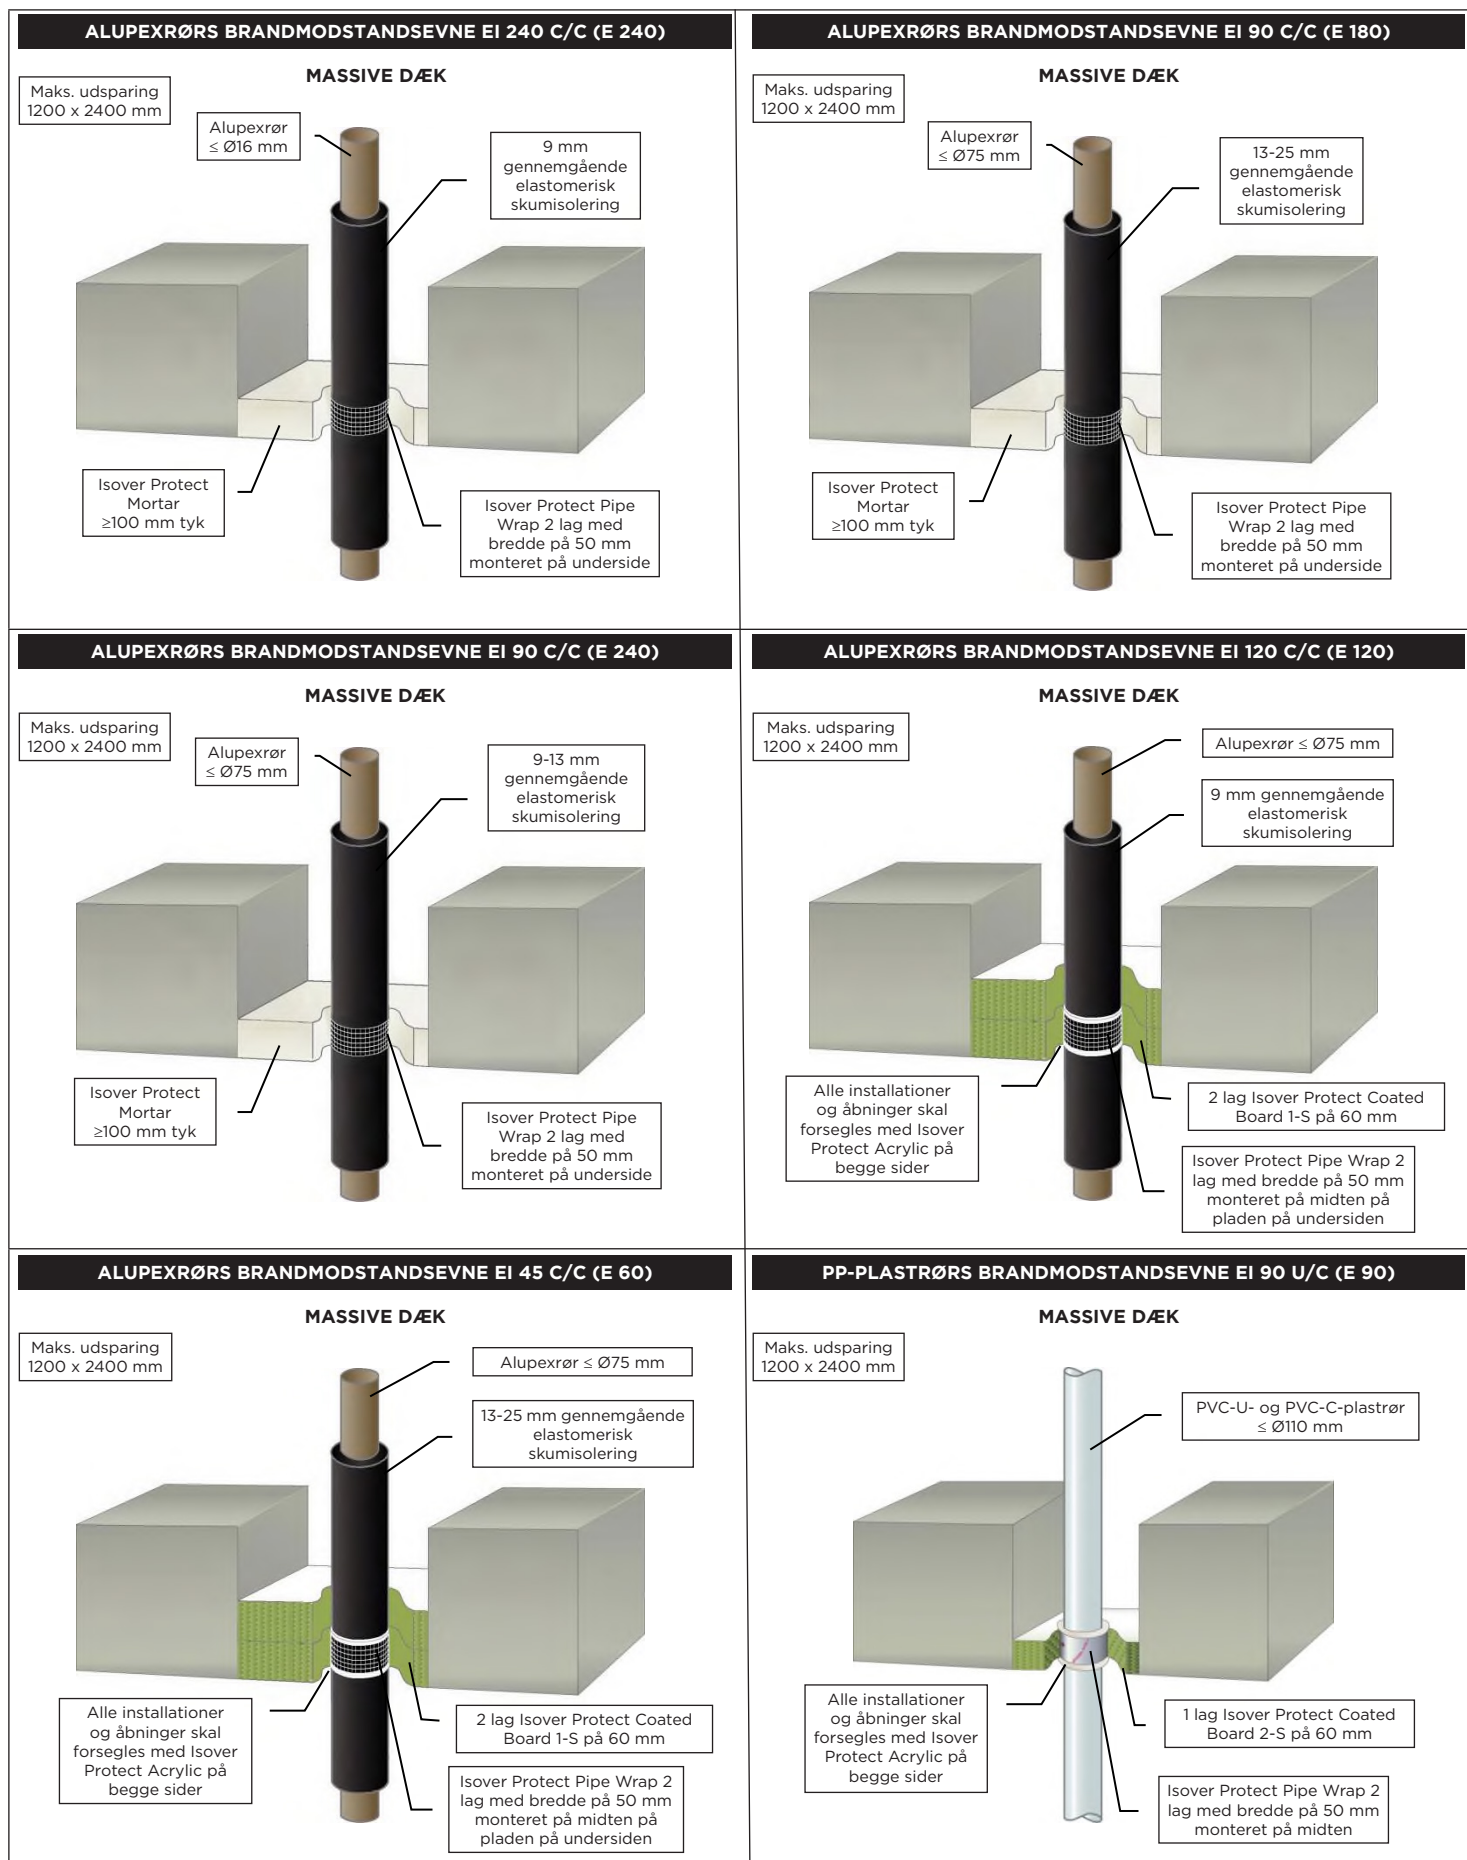 ALUPEXRØRS BRANDMODSTANDSEVNE EI 240 C/C (E 240)
MASSIVE DÆK
Maks. udsparing
1200 x 2400 mm
Alupexrør
≤ Ø16 mm
9 mm
gennemgående
elastomerisk
skumisolering
Isover Protect
Mortar
≥100 mm tyk
Isover Protect Pipe
Wrap 2 lag med
bredde på 50 mm
monteret på underside
ALUPEXRØRS BRANDMODSTANDSEVNE EI 90 C/C (E 180)
MASSIVE DÆK
Maks. udsparing
1200 x 2400 mm
Alupexrør
≤ Ø75 mm
13-25 mm
gennemgående
elastomerisk
skumisolering
Isover Protect
Mortar
≥100 mm tyk
Isover Protect Pipe
Wrap 2 lag med
bredde på 50 mm
monteret på underside
ALUPEXRØRS BRANDMODSTANDSEVNE EI 90 C/C (E 240)
MASSIVE DÆK
Maks. udsparing
1200 x 2400 mm
Alupexrør
≤ Ø75 mm
9-13 mm
gennemgående
elastomerisk
skumisolering
Isover Protect
Mortar
≥100 mm tyk
Isover Protect Pipe
Wrap 2 lag med
bredde på 50 mm
monteret på underside
ALUPEXRØRS BRANDMODSTANDSEVNE EI 120 C/C (E 120)
MASSIVE DÆK
Maks. udsparing
1200 x 2400 mm
Alupexrør ≤ Ø75 mm
9 mm gennemgående
elastomerisk
skumisolering
Alle installationer
og åbninger skal
forsegles med Isover
Protect Acrylic på
begge sider
2 lag Isover Protect Coated
Board 1-S på 60 mm
Isover Protect Pipe Wrap 2
lag med bredde på 50 mm
monteret på midten på
pladen på undersiden
ALUPEXRØRS BRANDMODSTANDSEVNE EI 45 C/C (E 60)
MASSIVE DÆK
Maks. udsparing
1200 x 2400 mm
Alupexrør ≤ Ø75 mm
13-25 mm gennemgående
elastomerisk
skumisolering
Alle installationer
og åbninger skal
forsegles med Isover
Protect Acrylic på
begge sider
2 lag Isover Protect Coated
Board 1-S på 60 mm
Isover Protect Pipe Wrap 2
lag med bredde på 50 mm
monteret på midten på
pladen på undersiden
PP-PLASTRØRS BRANDMODSTANDSEVNE EI 90 U/C (E 90)
MASSIVE DÆK
Maks. udsparing
1200 x 2400 mm
PVC-U- og PVC-C-plastrør
≤ Ø110 mm
Alle installationer
og åbninger skal
forsegles med Isover
Protect Acrylic på
begge sider
1 lag Isover Protect Coated
Board 2-S på 60 mm
Isover Protect Pipe Wrap 2
lag med bredde på 50 mm
monteret på midten